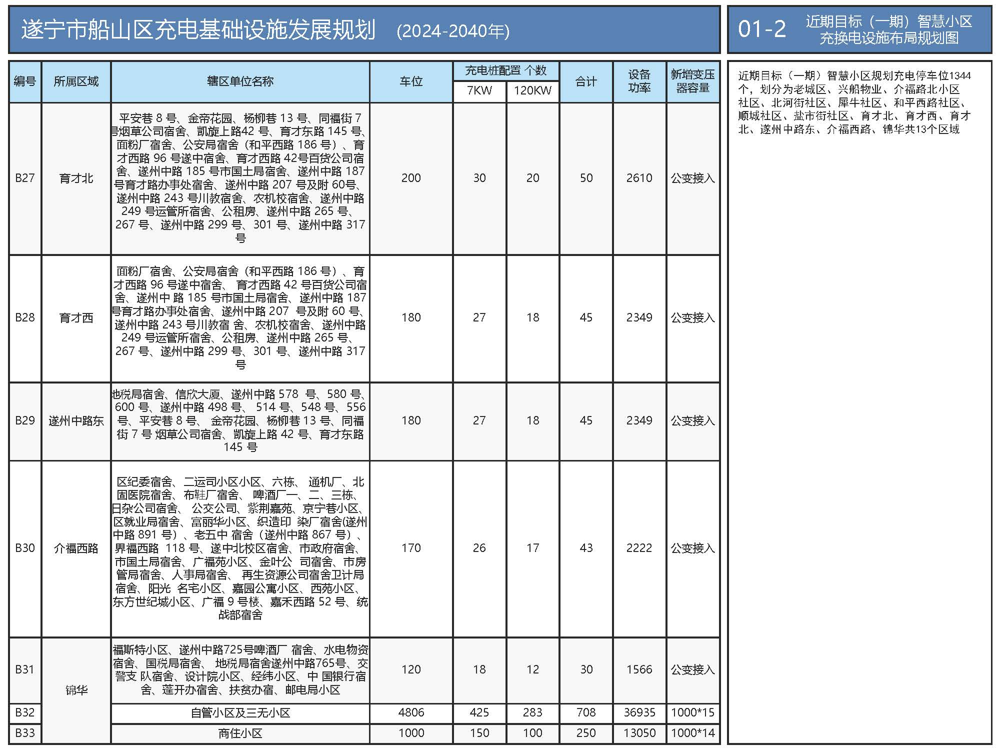 遂宁市船山区充电基础设施发展规划 (2024-2040年)
01-2 近期目标（一期）智慧小区
充换电设施布局规划图
编号 所属区域 辖区单位名称 车位 充电桩配置 个数 合计 设备
功率 新增变压
器容量
7KW 120KW
B27 育才北
平安巷 8 号、金帝花园、杨柳巷 13 号、同福街 7
号烟草公司宿舍、凯旋上路42 号、育才东路 145 号、
面粉厂宿舍、公安局宿舍（和平西路 186 号）、育
才西路 96 号遂中宿舍、育才西路 42号百货公司宿
舍、遂州中路 185 号市国土局宿舍、遂州中路 187
号育才路办事处宿舍、遂州中路 207 号及附 60号、
遂州中路 243 号川教宿舍、农机校宿舍、遂州中路
249 号运管所宿舍、公租房、遂州中路 265 号、
267 号、遂州中路 299 号、301 号、遂州中路 317
号
200 30 20 50 2610 公变接入
B28 育才西
面粉厂宿舍、公安局宿舍（和平西路 186 号）、育
才西路 96 号遂中宿舍、 育才西路 42 号百货公司宿
舍、遂州中 路 185 号市国土局宿舍、遂州中路 187
号育才路办事处宿舍、遂州中路 207 号及附 60 号、
遂州中路 243 号川教宿 舍、农机校宿舍、遂州中路
249 号运管所宿舍、公租房、遂州中路 265 号、
267 号、遂州中路 299 号、301 号、遂州中路 317
号
180 27 18 45 2349 公变接入
B29 遂州中路东
地税局宿舍、信欣大厦、遂州中路 578 号、580 号、
600 号、遂州中路 498 号、 514 号、548 号、556
号、平安巷 8 号、 金帝花园、杨柳巷 13 号、同福
街 7 号 烟草公司宿舍、凯旋上路 42 号、育才东路
145 号
180 27 18 45 2349 公变接入
B30 介福西路
区纪委宿舍、二运司小区小区、六栋、 通机厂、北
固医院宿舍、布鞋厂宿舍、 啤酒厂一、二、三栋、
日杂公司宿舍、 公交公司、紫荆嘉苑、京宁巷小区、
区就业局宿舍、富丽华小区、织造印 染厂宿舍(遂州
中路 891 号）、老五中 宿舍（遂州中路 867 号）、
界福西路 118 号、遂中北校区宿舍、市政府宿舍、
市国土局宿舍、广福苑小区、金叶公 司宿舍、市房
管局宿舍、人事局宿舍、 再生资源公司宿舍卫计局
宿舍、阳光 名宅小区、嘉园公寓小区、西苑小区、
东方世纪城小区、广福 9 号楼、嘉禾西路 52 号、统
战部宿舍
170 26 17 43 2222 公变接入
B31 锦华
福斯特小区、遂州中路725号啤酒厂 宿舍、水电物资
宿舍、国税局宿舍、 地税局宿舍遂州中路765号、交
警支 队宿舍、设计院小区、经纬小区、中 国银行宿
舍、蓬开办宿舍、扶贫办宿、邮电局小区
120 18 12 30 1566 公变接入
B32 自管小区及三无小区 4806 425 283 708 36935 1000*15
B33 商住小区 1000 150 100 250 13050 1000*14
近期目标（一期）智慧小区规划充电停车位1344
个，划分为老城区、兴船物业、介福路北小区
社区、北河街社区、犀牛社区、和平西路社区、
顺城社区、盐市街社区、育才北、育才西、育才
北、遂州中路东、介福西路、锦华共13个区域